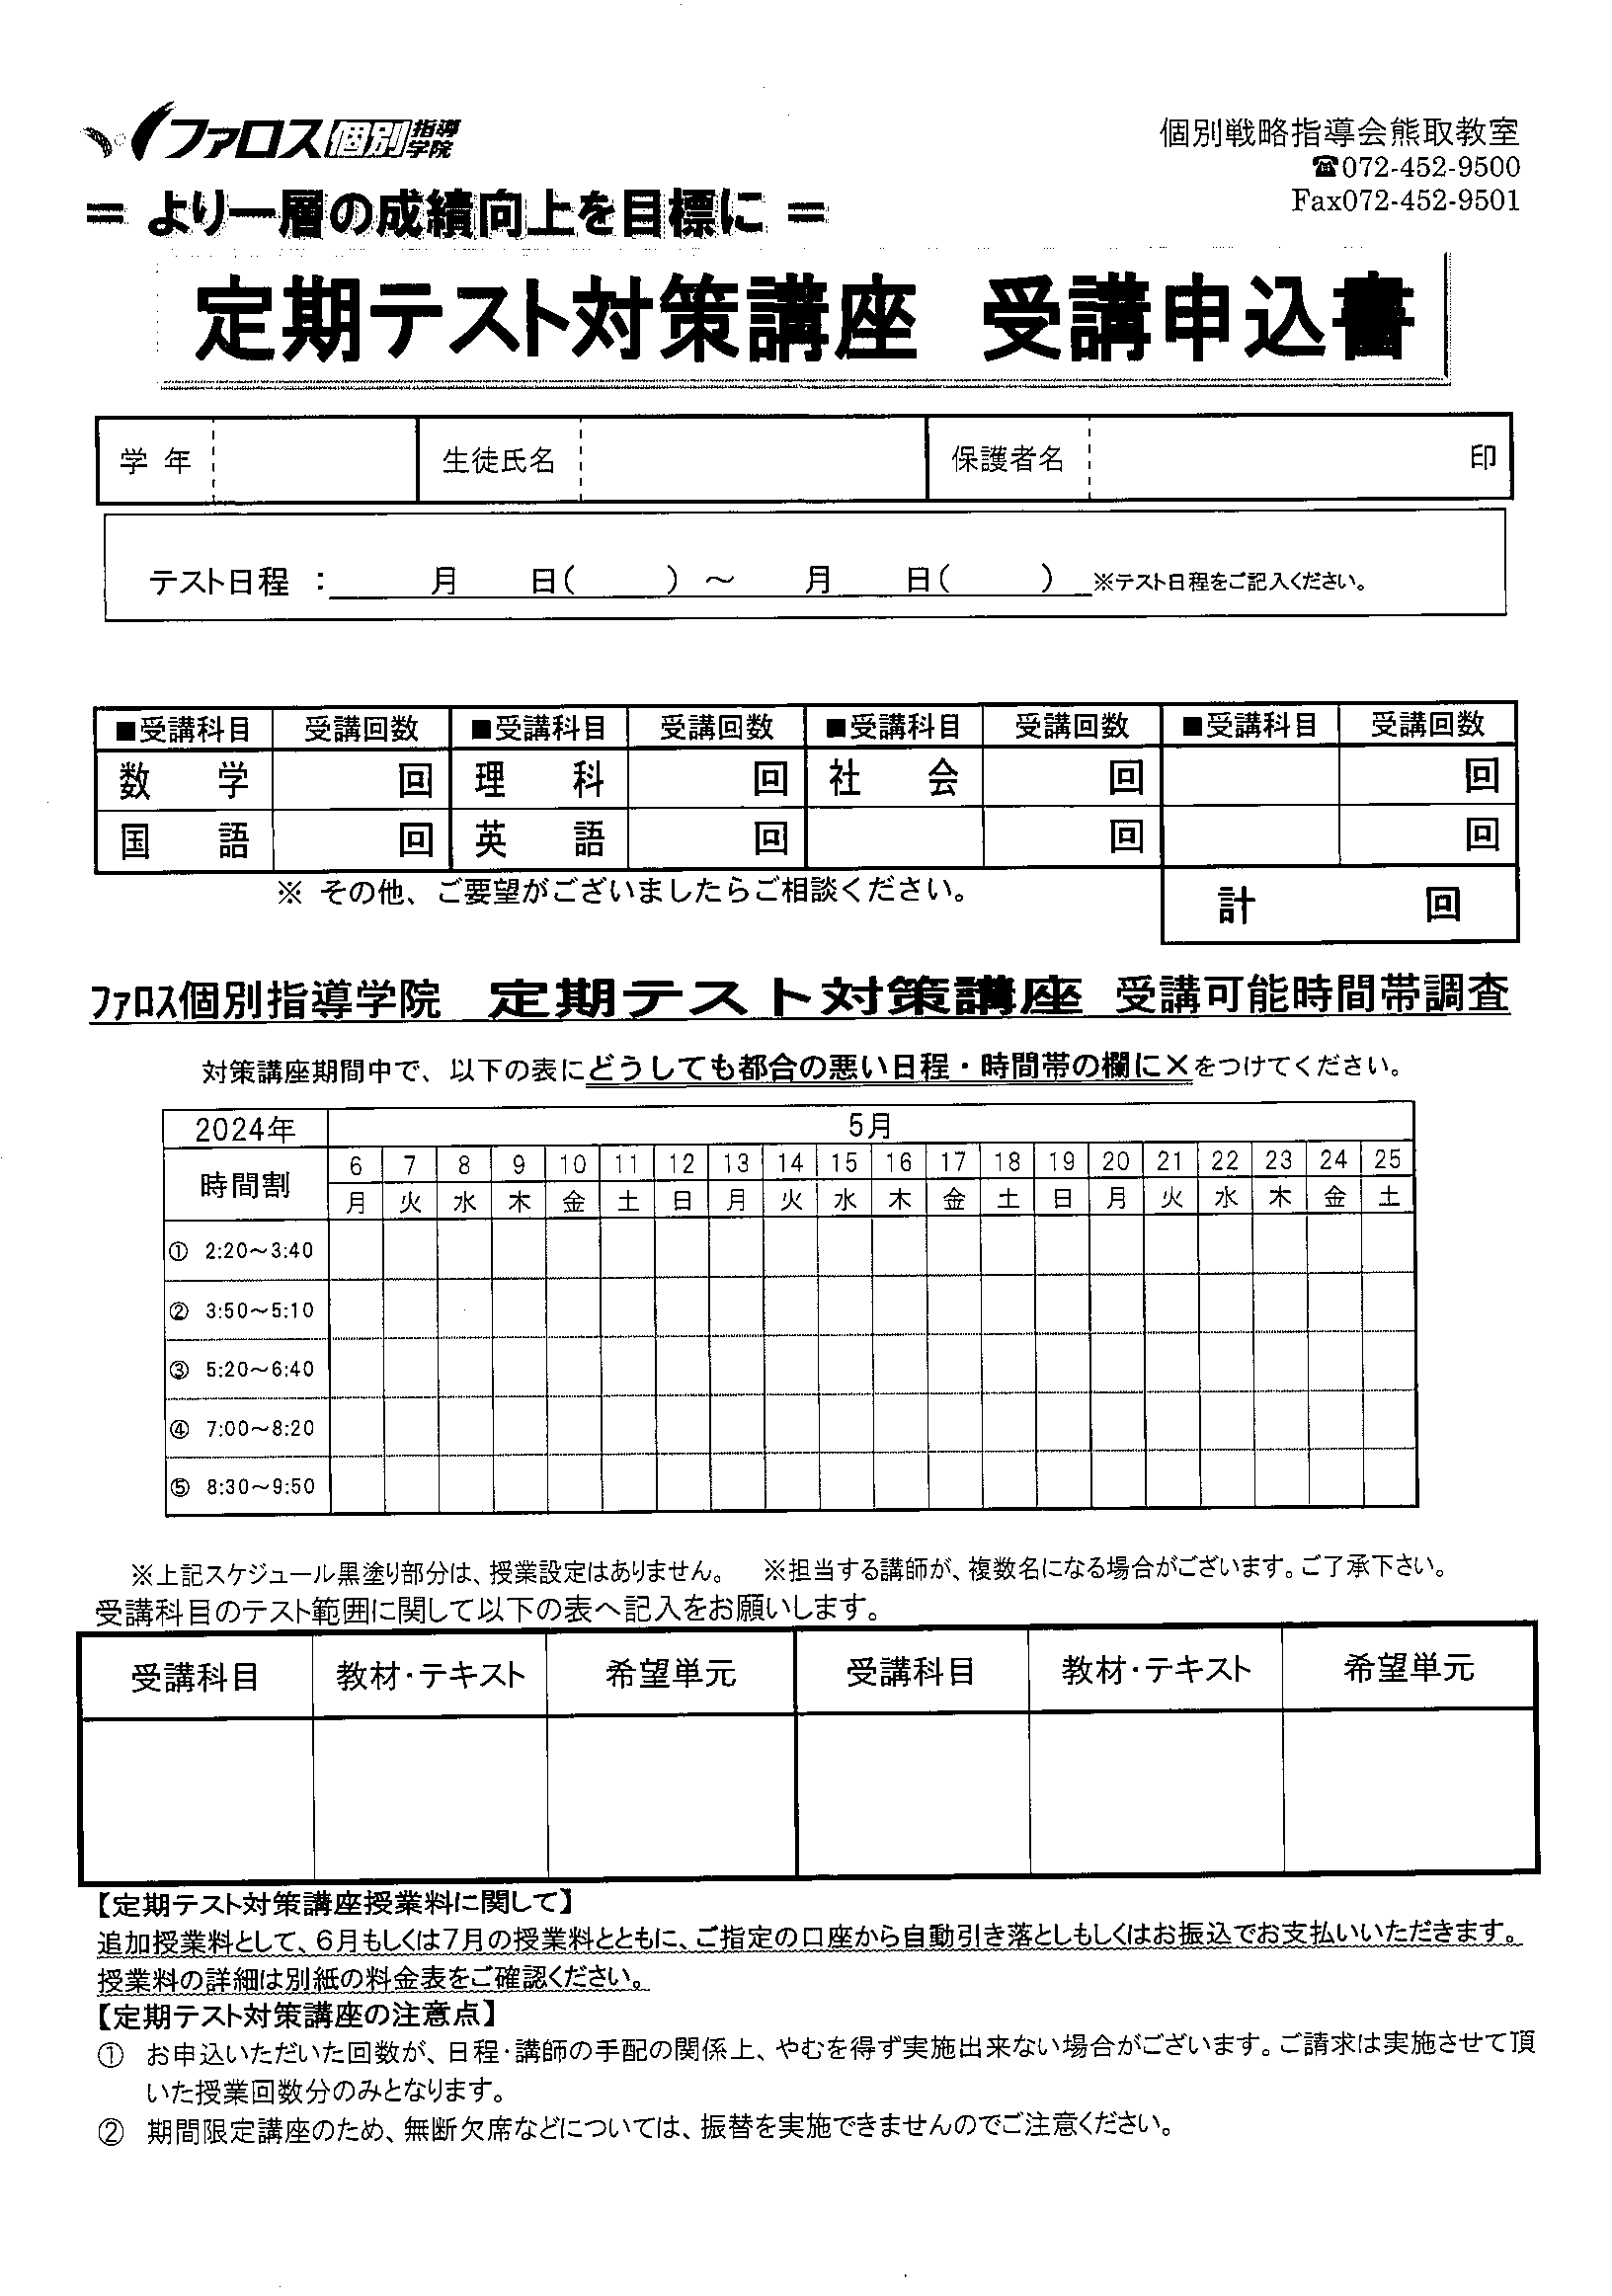 ファロス個別指導学院
個別戦略指導会熊取教室
☎072-452-9500
Fax072-452-9501
= より一層の成績向上を目標に =
定期テスト対策講座 受講申込書
学 年 生徒氏名 保護者名 印
テスト日程 : 月 日( ) ～ 月 日( ) ※テスト日程をご記入ください。
■受講科目 受講回数 ■受講科目 受講回数 ■受講科目 受講回数 ■受講科目 受講回数
数 学 回 理 科 回 社 会 回 回
国 語 回 英 語 回 回 回
※ その他、ご要望がございましたらご相談ください。
計 回
ファロス個別指導学院 定期テスト対策講座 受講可能時間帯調査
対策講座期間中で、以下の表にどうしても都合の悪い日程・時間帯の欄に×をつけてください。
2024年 5月
時間割 6 7 8 9 10 11 12 13 14 15 16 17 18 19 20 21 22 23 24 25
月 火 水 木 金 土 日 月 火 水 木 金 土 日 月 火 水 木 金 土
① 2:20～3:40
② 3:50～5:10
③ 5:20～6:40
④ 7:00～8:20
⑤ 8:30～9:50
※上記スケジュール黒塗り部分は、授業設定はありません。 ※担当する講師が、複数名になる場合がございます。ご了承下さい。
受講科目のテスト範囲に関して以下の表へ記入をお願いします。
受講科目 教材・テキスト 希望単元 受講科目 教材・テキスト 希望単元
【定期テスト対策講座授業料に関して】
追加授業料として、6月もしくは7月の授業料とともに、ご指定の口座から自動引き落としもしくはお振込でお支払いいただきます。
授業料の詳細は別紙の料金表をご確認ください。
【定期テスト対策講座の注意点】
① お申込いただいた回数が、日程・講師の手配の関係上、やむを得ず実施出来ない場合がございます。ご請求は実施させて頂
いた授業回数分のみとなります。
② 期間限定講座のため、無断欠席などについては、振替を実施できませんのでご注意ください。